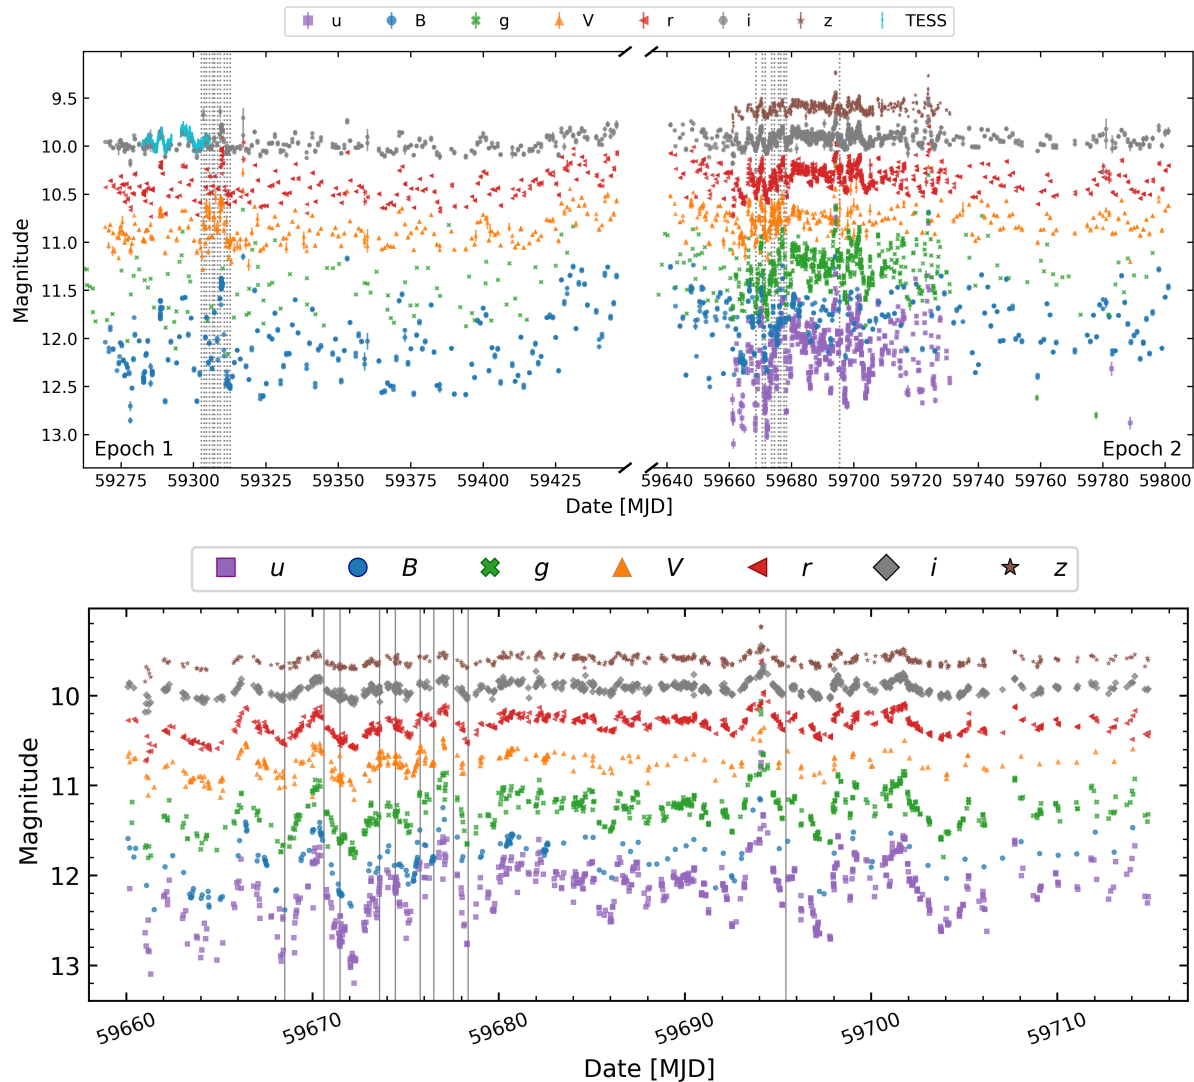 u B g V r i z TESS
9.5
10.0
10.5
11.0
11.5
12.0
12.5
13.0
Magnitude
Epoch 1
Epoch 2
59275 59300 59325 59350 59375 59400 59425 59640 59660 59680 59700 59720 59740 59760 59780 59800
Date [MJD]
u B g V r i z
10
11
12
13
Magnitude
59660 59670 59680 59690 59700 59710
Date [MJD]